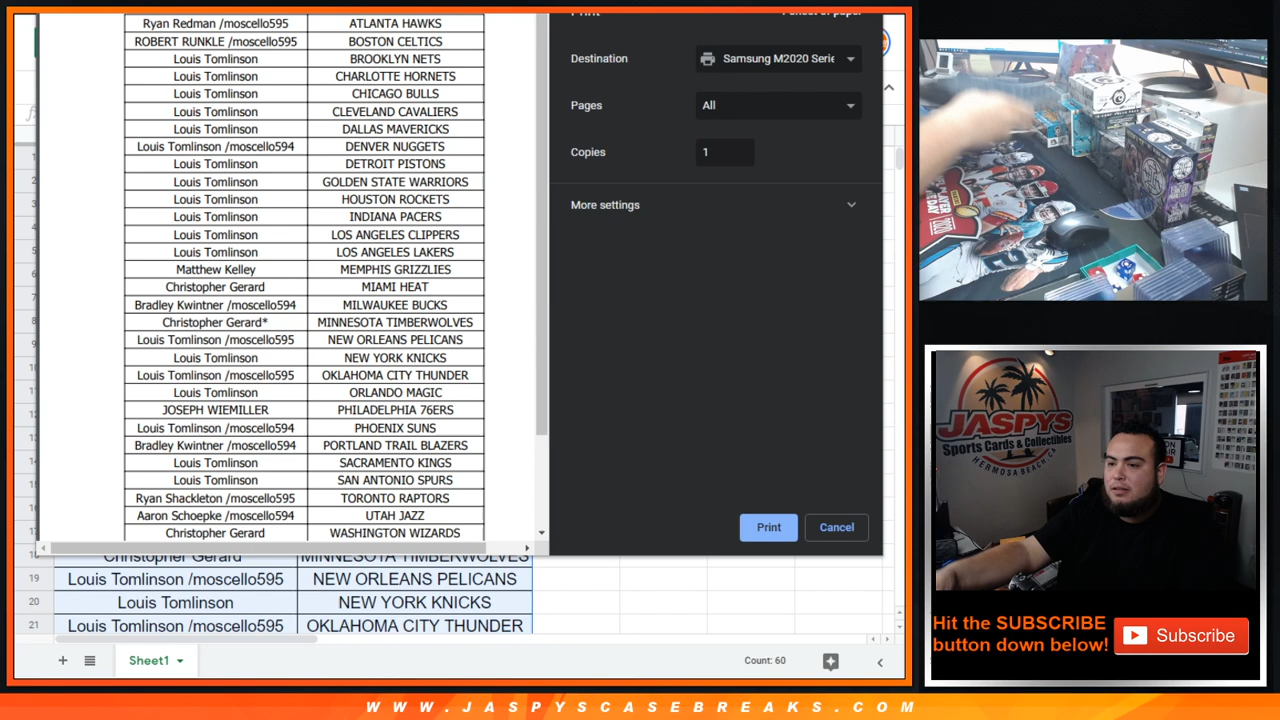 Ryan Redman /moscello595 ATLANTA HAWKS
ROBERT RUNKLE /moscello595 BOSTON CELTICS
Louis Tomlinson BROOKLYN NETS
Louis Tomlinson CHARLOTTE HORNETS
Louis Tomlinson CHICAGO BULLS
Louis Tomlinson CLEVELAND CAVALIERS
Louis Tomlinson DALLAS MAVERICKS
Louis Tomlinson /moscello594 DENVER NUGGETS
Louis Tomlinson DETROIT PISTONS
Louis Tomlinson GOLDEN STATE WARRIORS
Louis Tomlinson HOUSTON ROCKETS
Louis Tomlinson INDIANA PACERS
Louis Tomlinson LOS ANGELES CLIPPERS
Louis Tomlinson LOS ANGELES LAKERS
Matthew Kelley MEMPHIS GRIZZLIES
Christopher Gerard MIAMI HEAT
Bradley Kwintner /moscello594 MILWAUKEE BUCKS
Christopher Gerard* MINNESOTA TIMBERWOLVES
Louis Tomlinson /moscello595 NEW ORLEANS PELICANS
Louis Tomlinson NEW YORK KNICKS
Louis Tomlinson /moscello595 OKLAHOMA CITY THUNDER
Louis Tomlinson ORLANDO MAGIC
JOSEPH WIEMILLER PHILADELPHIA 76ERS
Louis Tomlinson /moscello594 PHOENIX SUNS
Bradley Kwintner /moscello594 PORTLAND TRAIL BLAZERS
Louis Tomlinson SACRAMENTO KINGS
Louis Tomlinson SAN ANTONIO SPURS
Ryan Shackleton /moscello595 TORONTO RAPTORS
Aaron Schoepke /moscello594 UTAH JAZZ
Christopher Gerard WASHINGTON WIZARDS
Destination Samsung M2020 Serie
Pages All
Copies 1
More settings
Print Cancel
18 Christopher Gerard MINNESOTA TIMBERWOLVES
19 Louis Tomlinson /moscello595 NEW ORLEANS PELICANS
20 Louis Tomlinson NEW YORK KNICKS
21 Louis Tomlinson /moscello595 OKLAHOMA CITY THUNDER
Sheet1 Count: 60
JASPYS
Sports Cards & Collectibles
HERMOSA BEACH, CA
Hit the SUBSCRIBE
button down below!
Subscribe
WWW.JASPYSCASEBREAKS.COM